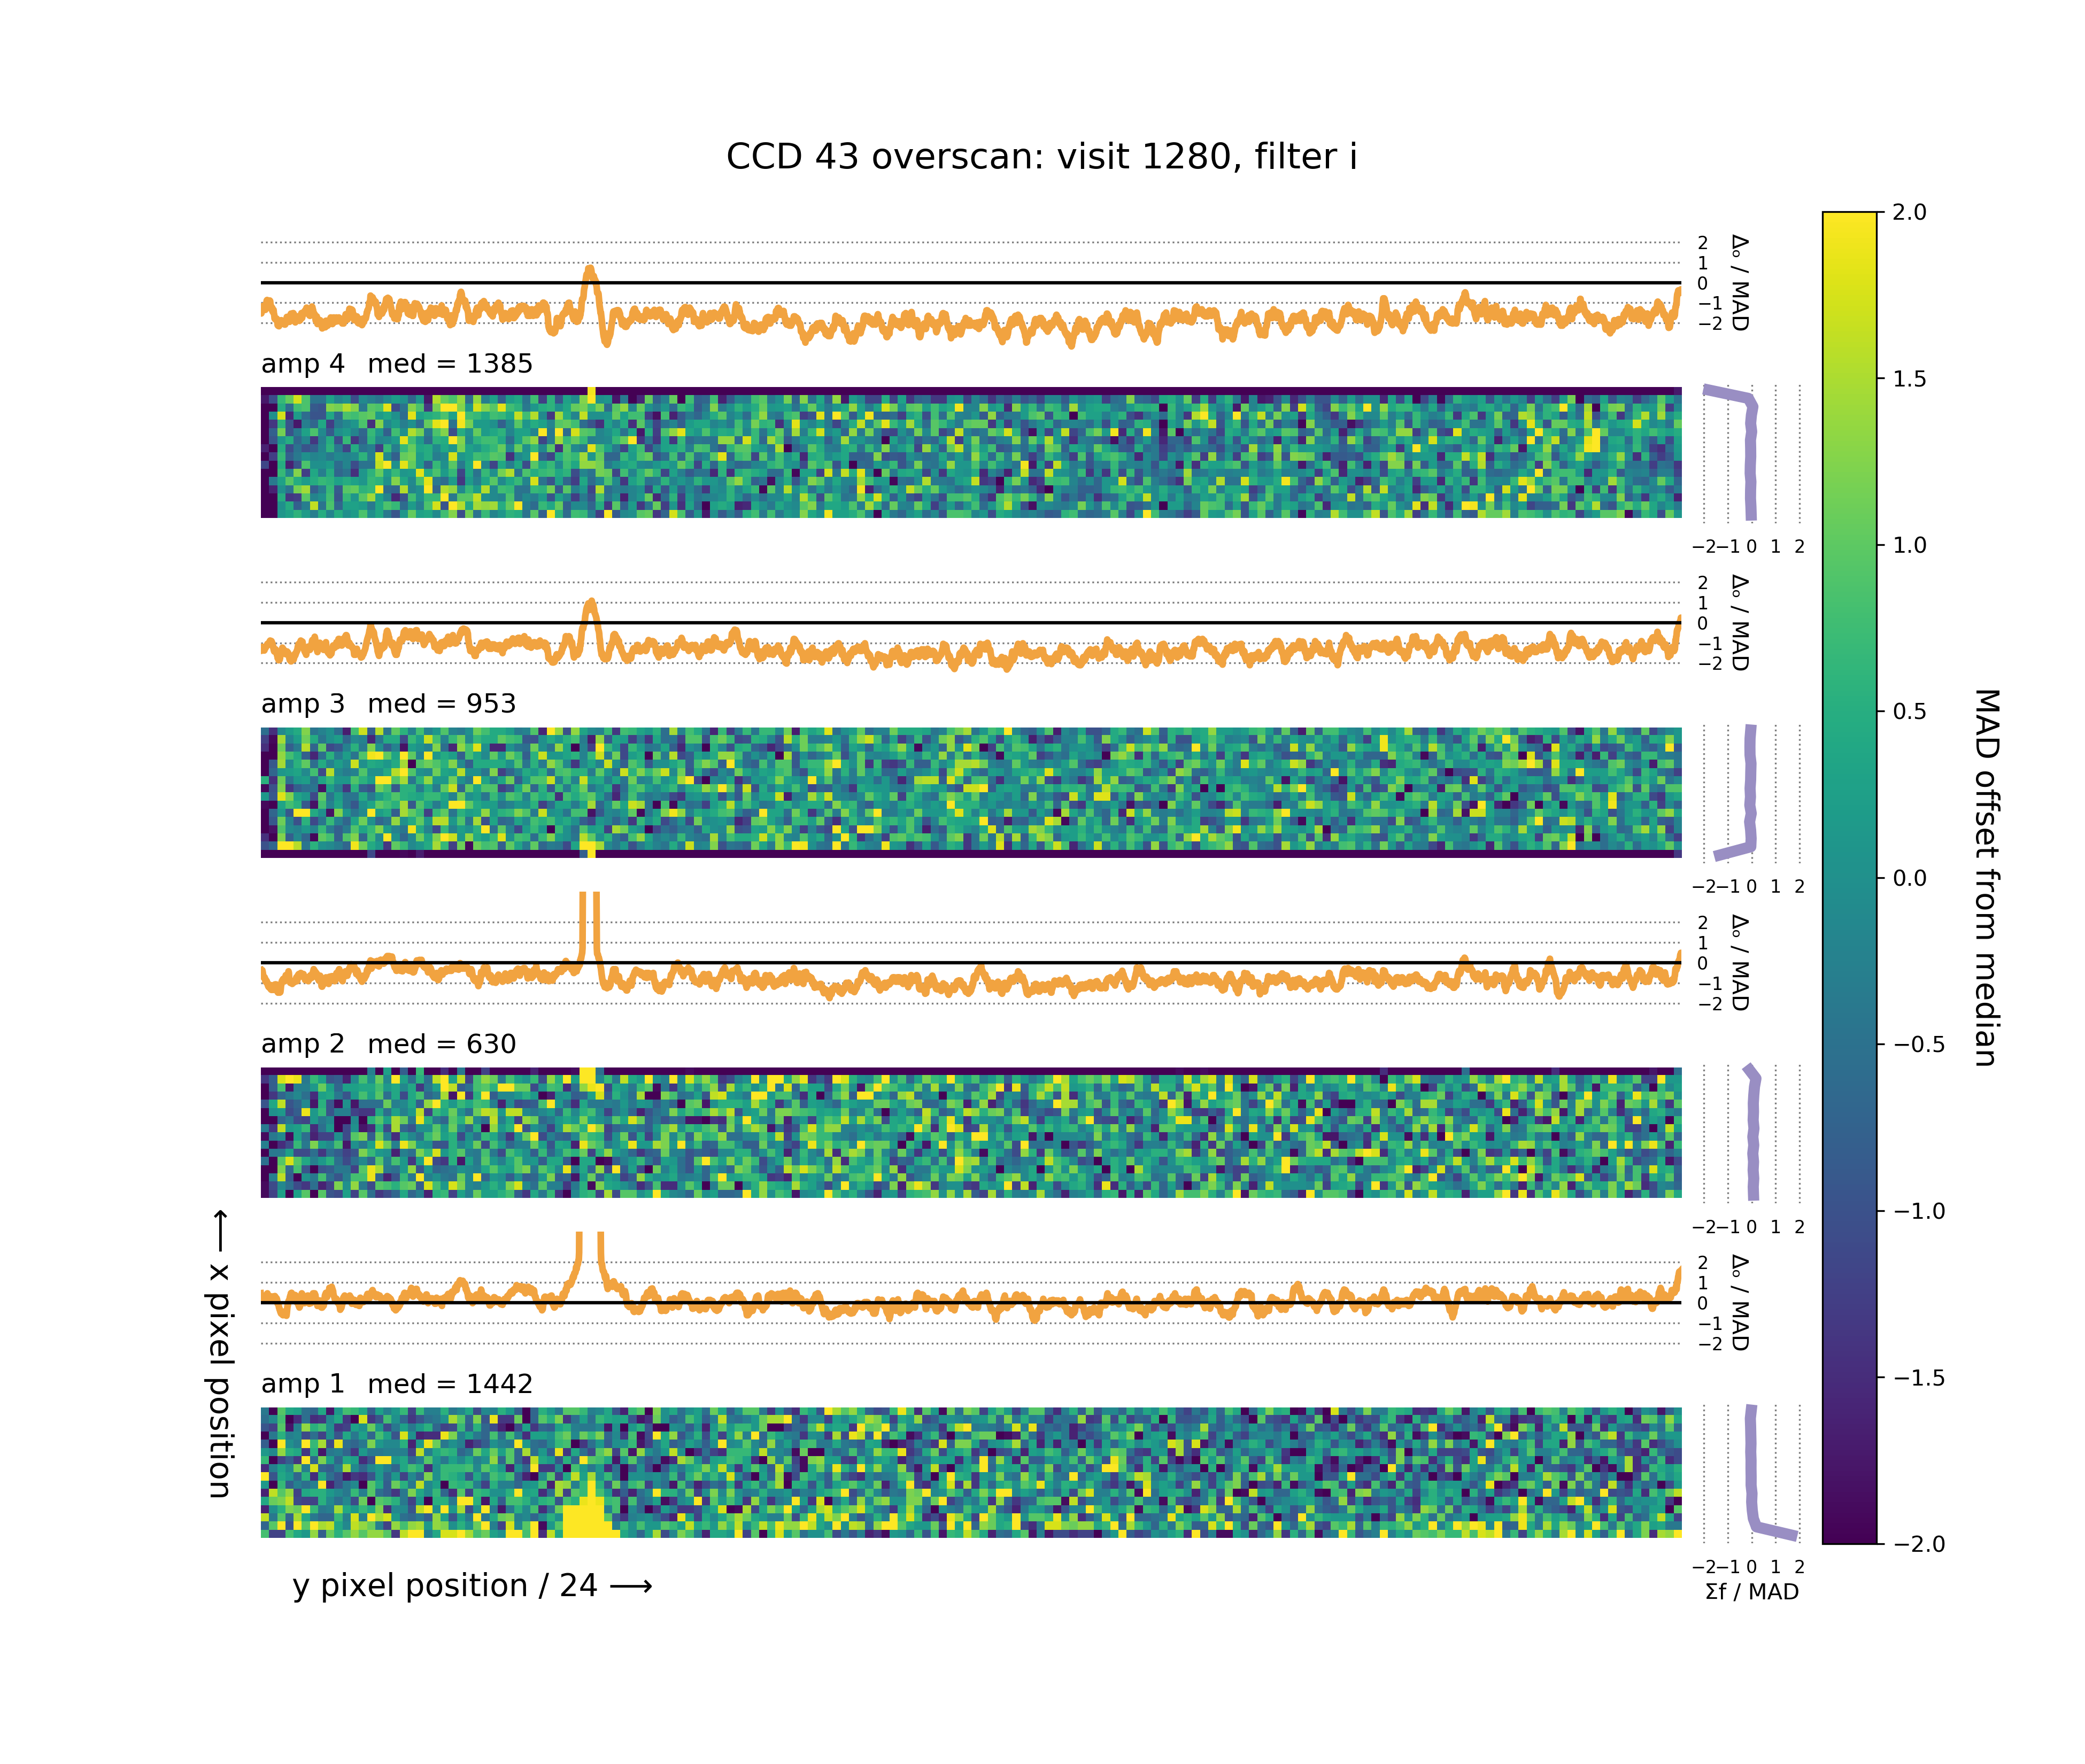 CCD 43 overscan: visit 1280, filter i
2
1
0
−1
−2
Δₒ / MAD
amp 4 med = 1385
−2 −1 0 1 2
2
1
0
−1
−2
Δₒ / MAD
amp 3 med = 953
−2 −1 0 1 2
2
1
0
−1
−2
Δₒ / MAD
amp 2 med = 630
−2 −1 0 1 2
2
1
0
−1
−2
Δₒ / MAD
amp 1 med = 1442
−2 −1 0 1 2
Σf / MAD
y pixel position / 24 ⟶
⟵ x pixel position
2.0
1.5
1.0
0.5
0.0
−0.5
−1.0
−1.5
−2.0
MAD offset from median